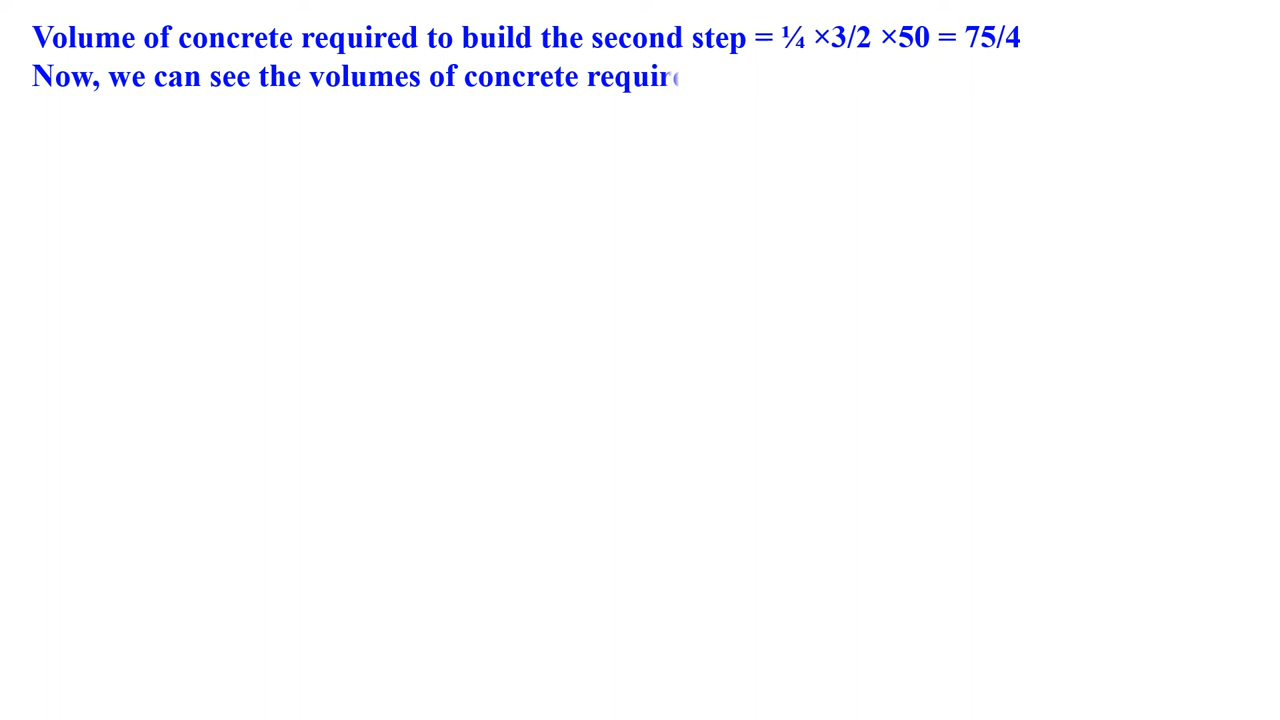 Volume of concrete required to build the second step = ¼ ×3/2 ×50 = 75/4
Now, we can see the volumes of concrete